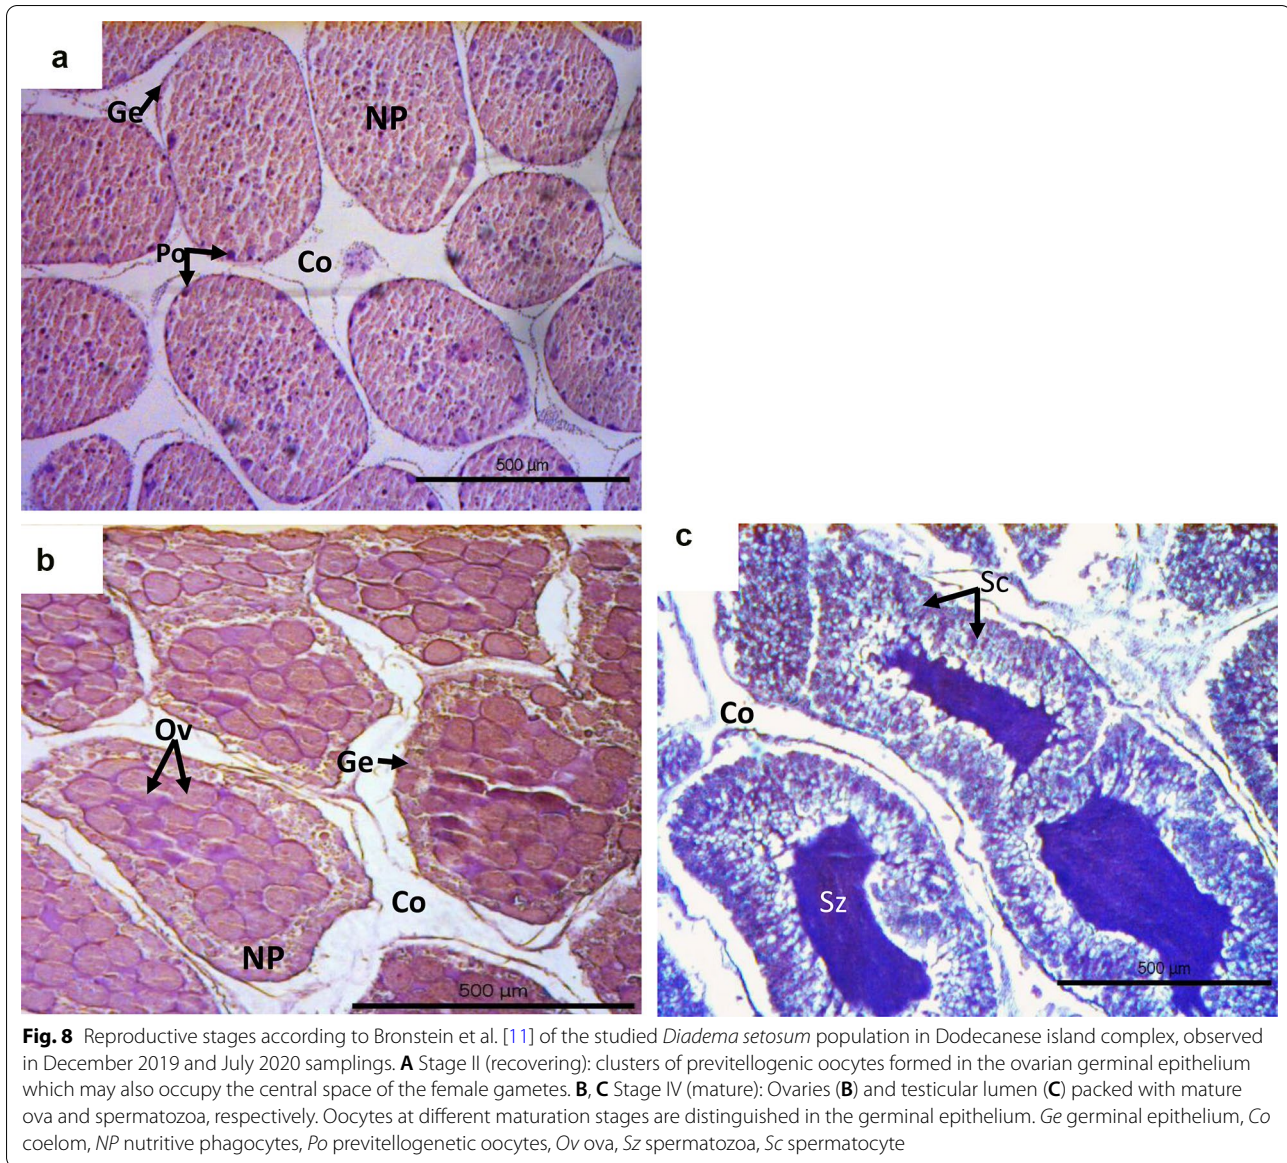 a
Ge
NP
Po
Co
500 µm
b
Ov
Ge
Co
NP
500 µm
c
Sc
Co
Sz
500 µm
Fig. 8 Reproductive stages according to Bronstein et al. [11] of the studied Diadema setosum population in Dodecanese island complex, observed
in December 2019 and July 2020 samplings. A Stage II (recovering): clusters of previtellogenic oocytes formed in the ovarian germinal epithelium
which may also occupy the central space of the female gametes. B, C Stage IV (mature): Ovaries (B) and testicular lumen (C) packed with mature
ova and spermatozoa, respectively. Oocytes at different maturation stages are distinguished in the germinal epithelium. Ge germinal epithelium, Co
coelom, NP nutritive phagocytes, Po previtellogenetic oocytes, Ov ova, Sz spermatozoa, Sc spermatocyte